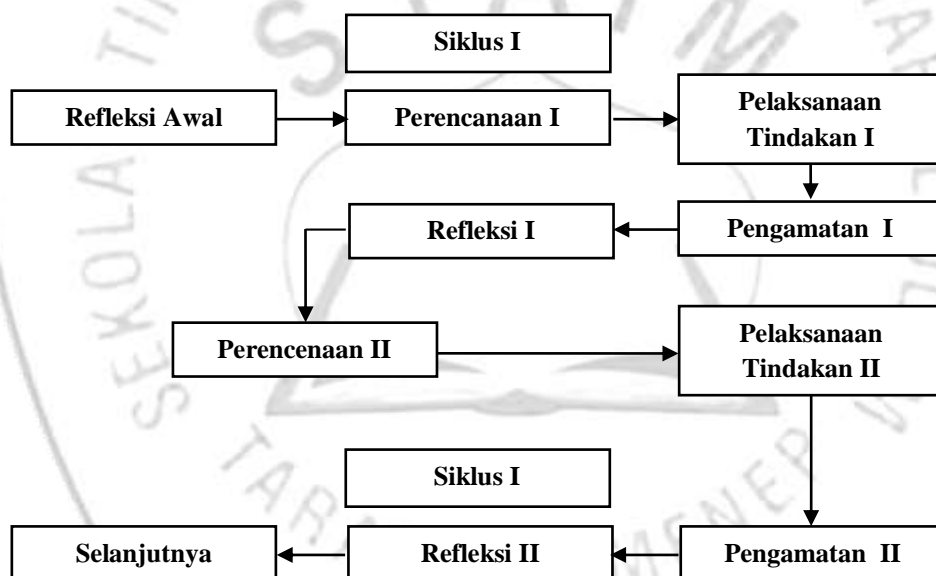 Siklus I
Refleksi Awal
Perencanaan I
Pelaksanaan
Tindakan I
Refleksi I
Pengamatan I
Perencenaan II
Pelaksanaan
Tindakan II
Siklus I
Selanjutnya
Refleksi II
Pengamatan II